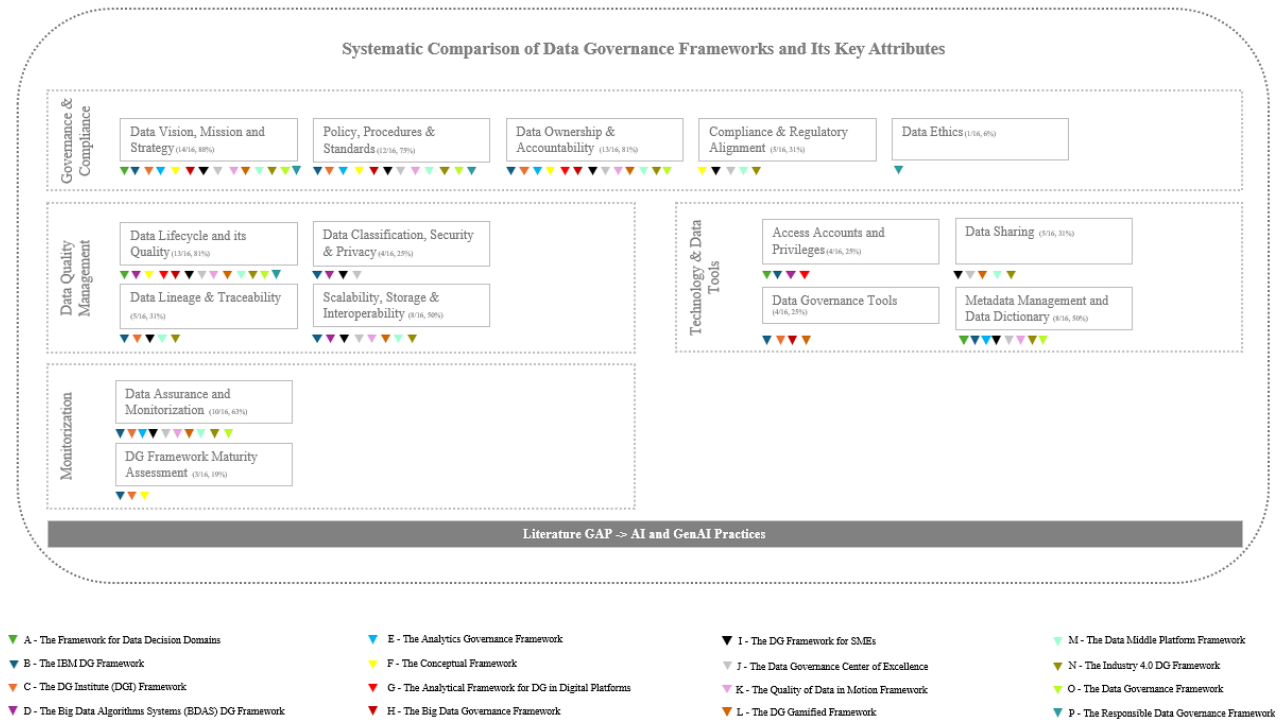 Systematic Comparison of Data Governance Frameworks and Its Key Attributes
Governance &
Compliance
Data Vision, Mission and
Strategy (14/16, 88%)
Policy, Procedures &
Standards (12/16, 75%)
Data Ownership &
Accountability (13/16, 81%)
Compliance & Regulatory
Alignment (5/16, 31%)
Data Ethics (1/16, 6%)
Data Quality
Management
Data Lifecycle and its
Quality (13/16, 81%)
Data Classification, Security
& Privacy (4/16, 25%)
Data Lineage & Traceability
(5/16, 31%)
Scalability, Storage &
Interoperability (8/16, 50%)
Technology & Data
Tools
Access Accounts and
Privileges (4/16, 25%)
Data Sharing (5/16, 31%)
Data Governance Tools
(4/16, 25%)
Metadata Management and
Data Dictionary (8/16, 50%)
Monitorization
Data Assurance and
Monitorization (10/16, 63%)
DG Framework Maturity
Assessment (3/16, 19%)
Literature GAP -> AI and GenAI Practices
A - The Framework for Data Decision Domains
B - The IBM DG Framework
C - The DG Institute (DGI) Framework
D - The Big Data Algorithms Systems (BDAS) DG Framework
E - The Analytics Governance Framework
F - The Conceptual Framework
G - The Analytical Framework for DG in Digital Platforms
H - The Big Data Governance Framework
I - The DG Framework for SMEs
J - The Data Governance Center of Excellence
K - The Quality of Data in Motion Framework
L - The DG Gamified Framework
M - The Data Middle Platform Framework
N - The Industry 4.0 DG Framework
O - The Data Governance Framework
P - The Responsible Data Governance Framework